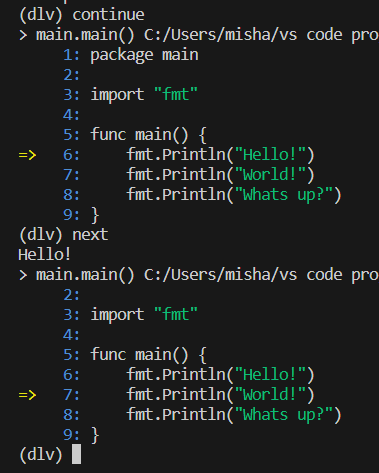 (dlv) continue
> main.main() C:/Users/misha/vs code pro
1: package main
2:
3: import "fmt"
4:
5: func main() {
=> 6: fmt.Println("Hello!")
7: fmt.Println("World!")
8: fmt.Println("Whats up?")
9: }
(dlv) next
Hello!
> main.main() C:/Users/misha/vs code pro
2:
3: import "fmt"
4:
5: func main() {
6: fmt.Println("Hello!")
=> 7: fmt.Println("World!")
8: fmt.Println("Whats up?")
9: }
(dlv)